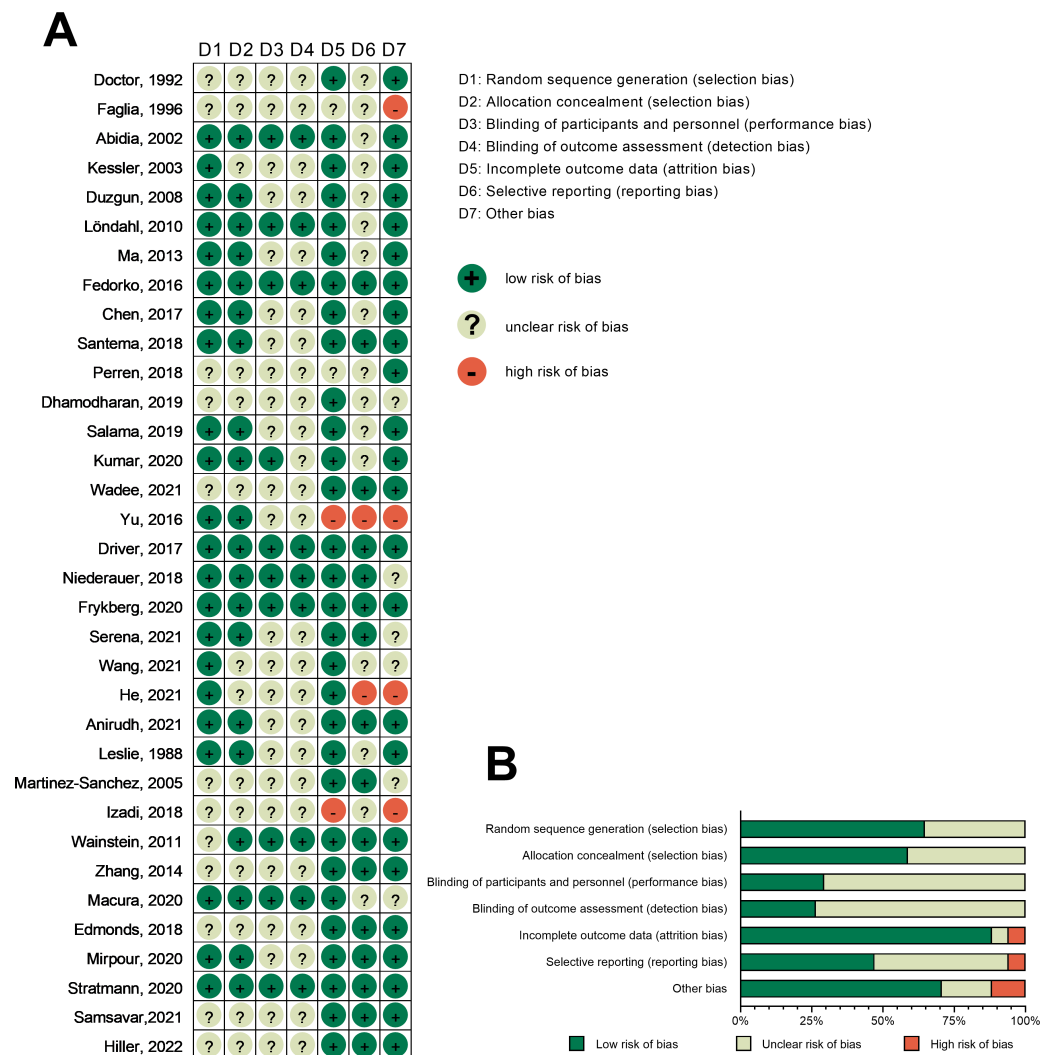 A
D1 D2 D3 D4 D5 D6 D7
Doctor, 1992 ? ? ? ? + ? +
Faglia, 1996 ? ? ? ? ? ? -
Abidia, 2002 + + + + + ? +
Kessler, 2003 + ? ? ? + ? +
Duzgun, 2008 + + ? ? + ? +
Löndahl, 2010 + + + + + ? +
Ma, 2013 + + ? ? + ? +
Fedorko, 2016 + + + + + + +
Chen, 2017 + + ? ? + ? +
Santema, 2018 + + ? ? + + +
Perren, 2018 ? ? ? ? ? ? +
Dhamodharan, 2019 ? ? ? ? + ? ?
Salama, 2019 + + ? ? + ? +
Kumar, 2020 + + + ? + ? +
Wadee, 2021 ? ? ? ? + + +
Yu, 2016 + + ? ? - - -
Driver, 2017 + + + + + + +
Niederauer, 2018 + + + + + + ?
Frykberg, 2020 + + + + + + +
Serena, 2021 + + ? ? + + ?
Wang, 2021 + ? ? ? + ? ?
He, 2021 + ? ? ? + - -
Anirudh, 2021 + + ? ? + + +
Leslie, 1988 + + ? ? + ? +
Martinez-Sanchez, 2005 ? ? ? ? + + ?
Izadi, 2018 ? ? ? ? - ? -
Wainstein, 2011 ? + + + + + +
Zhang, 2014 ? ? ? ? + + +
Macura, 2020 + + + + + ? ?
Edmonds, 2018 ? ? ? ? + + +
Mirpour, 2020 + + ? ? + + +
Stratmann, 2020 + + + + + + +
Samsavar,2021 ? ? ? ? + + +
Hiller, 2022 ? ? ? ? + + +
D1: Random sequence generation (selection bias)
D2: Allocation concealment (selection bias)
D3: Blinding of participants and personnel (performance bias)
D4: Blinding of outcome assessment (detection bias)
D5: Incomplete outcome data (attrition bias)
D6: Selective reporting (reporting bias)
D7: Other bias
+ low risk of bias
? unclear risk of bias
- high risk of bias
B
Random sequence generation (selection bias)
Allocation concealment (selection bias)
Blinding of participants and personnel (performance bias)
Blinding of outcome assessment (detection bias)
Incomplete outcome data (attrition bias)
Selective reporting (reporting bias)
Other bias
0% 25% 50% 75% 100%
Low risk of bias Unclear risk of bias High risk of bias